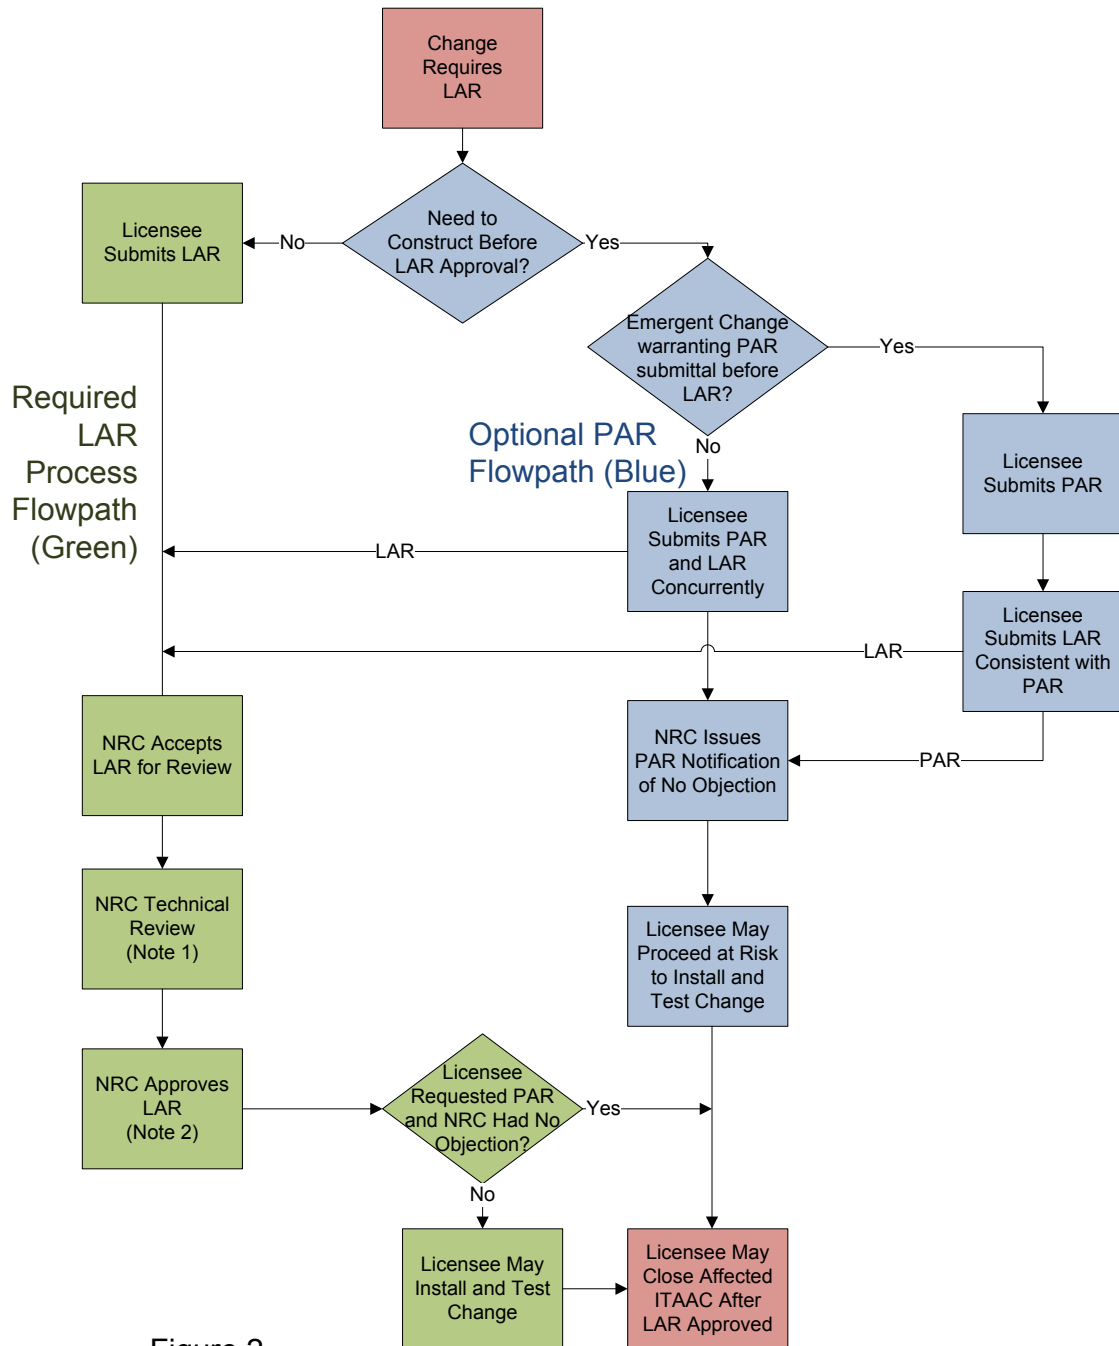 Change
Requires
LAR
Need to
Construct Before
LAR Approval?
No
Yes
Licensee
Submits LAR
Emergent Change
warranting PAR
submittal before
LAR?
Yes
No
Required
LAR
Process
Flowpath
(Green)
Optional PAR
Flowpath (Blue)
Licensee
Submits PAR
Licensee
Submits PAR
and LAR
Concurrently
LAR
Licensee
Submits LAR
Consistent with
PAR
LAR
NRC Accepts
LAR for Review
NRC Issues
PAR Notification
of No Objection
PAR
NRC Technical
Review
(Note 1)
Licensee May
Proceed at Risk
to Install and
Test Change
NRC Approves
LAR
(Note 2)
Licensee
Requested PAR
and NRC Had No
Objection?
Yes
No
Licensee May
Install and Test
Change
Licensee May
Close Affected
ITAAC After
LAR Approved